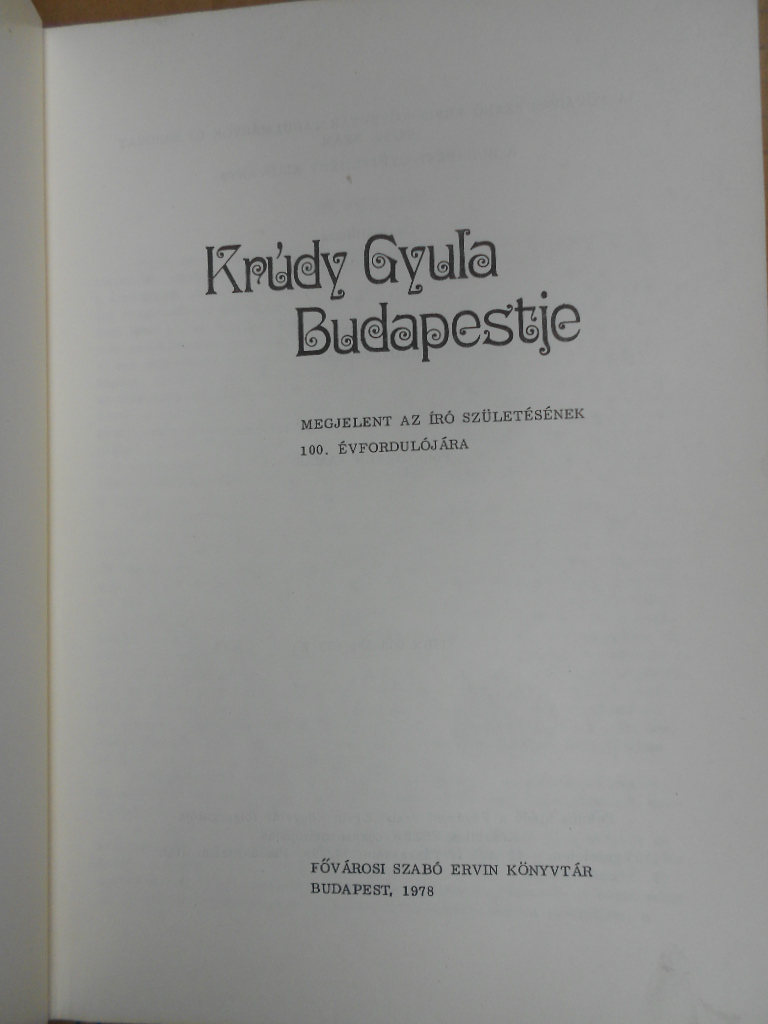 Krúdy Gyula
Budapestje
MEGJELENT AZ ÍRÓ SZÜLETÉSÉNEK
100. ÉVFORDULÓJÁRA
FŐVÁROSI SZABÓ ERVIN KÖNYVTÁR
BUDAPEST, 1978